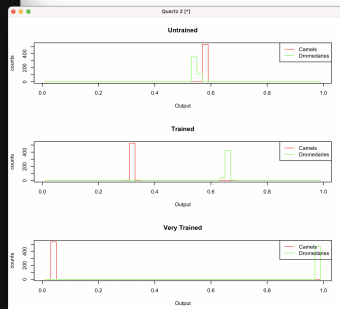 Quartz 2 [*]
Untrained
counts
0 200 400
Camels
Dromedaries
0.0 0.2 0.4 0.6 0.8 1.0
Output
Trained
counts
0 200 400
Camels
Dromedaries
0.0 0.2 0.4 0.6 0.8 1.0
Output
Very Trained
counts
0 200 400
Camels
Dromedaries
0.0 0.2 0.4 0.6 0.8 1.0
Output